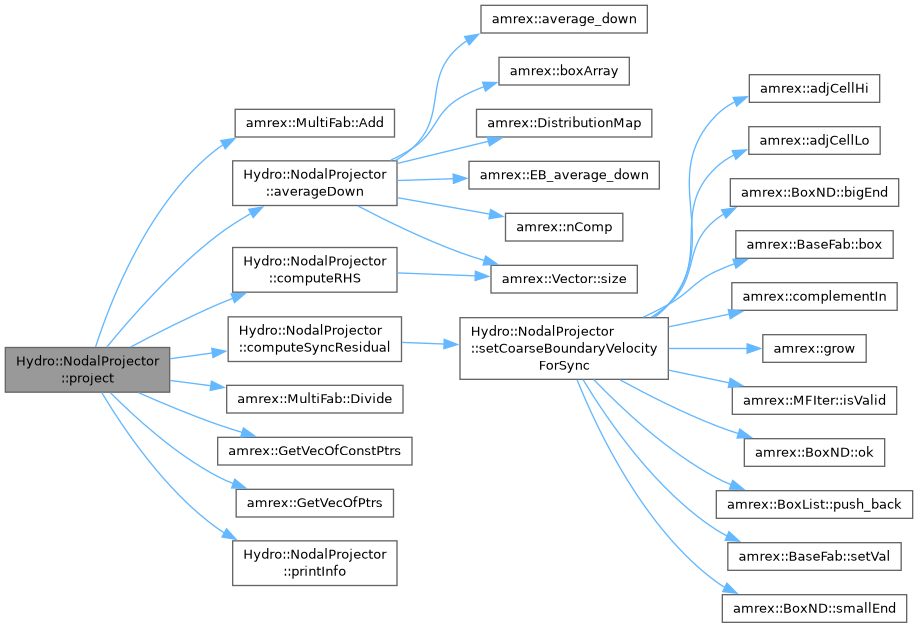 Hydro::NodalProjector
::project
amrex::MultiFab::Add
Hydro::NodalProjector
::averageDown
Hydro::NodalProjector
::computeRHS
Hydro::NodalProjector
::computeSyncResidual
amrex::MultiFab::Divide
amrex::GetVecOfConstPtrs
amrex::GetVecOfPtrs
Hydro::NodalProjector
::printInfo
amrex::average_down
amrex::boxArray
amrex::DistributionMap
amrex::EB_average_down
amrex::nComp
amrex::Vector::size
Hydro::NodalProjector
::setCoarseBoundaryVelocity
ForSync
amrex::adjCellHi
amrex::adjCellLo
amrex::BoxND::bigEnd
amrex::BaseFab::box
amrex::complementIn
amrex::grow
amrex::MFIter::isValid
amrex::BoxND::ok
amrex::BoxList::push_back
amrex::BaseFab::setVal
amrex::BoxND::smallEnd